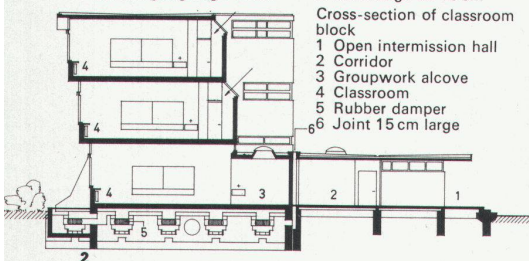 Cross-section of classroom
block
1 Open intermission hall
2 Corridor
3 Groupwork alcove
4 Classroom
5 Rubber damper
6 Joint 15 cm large
4
4
6
4
3
2
1
5
2